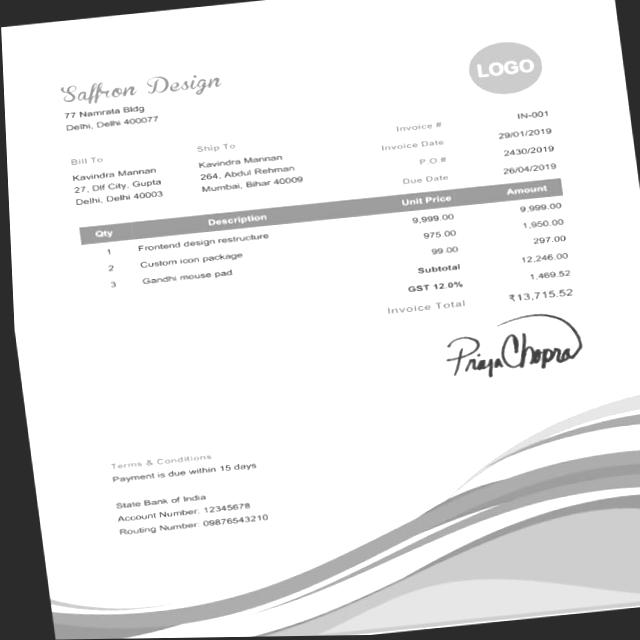 Saffron Design
77 Namrata Bldg
Delhi, Delhi 400077
LOGO
Bill To
Kavindra Mannan
27, Dlf City, Gupta
Delhi, Delhi 40003
Ship To
Kavindra Mannan
264, Abdul Rehman
Mumbai, Bihar 40009
Invoice # IN-001
Invoice Date 29/01/2019
P.O# 2430/2019
Due Date 26/04/2019
Qty Description Unit Price Amount
1 Frontend design restructure 9,999.00 9,999.00
2 Custom icon package 975.00 1,950.00
3 Gandhi mouse pad 99.00 297.00
Subtotal 12,246.00
GST 12.0% 1,469.52
Invoice Total ₹13,715.52
Priya Chopra
Terms & Conditions
Payment is due within 15 days
State Bank of India
Account Number: 12345678
Routing Number: 09876543210